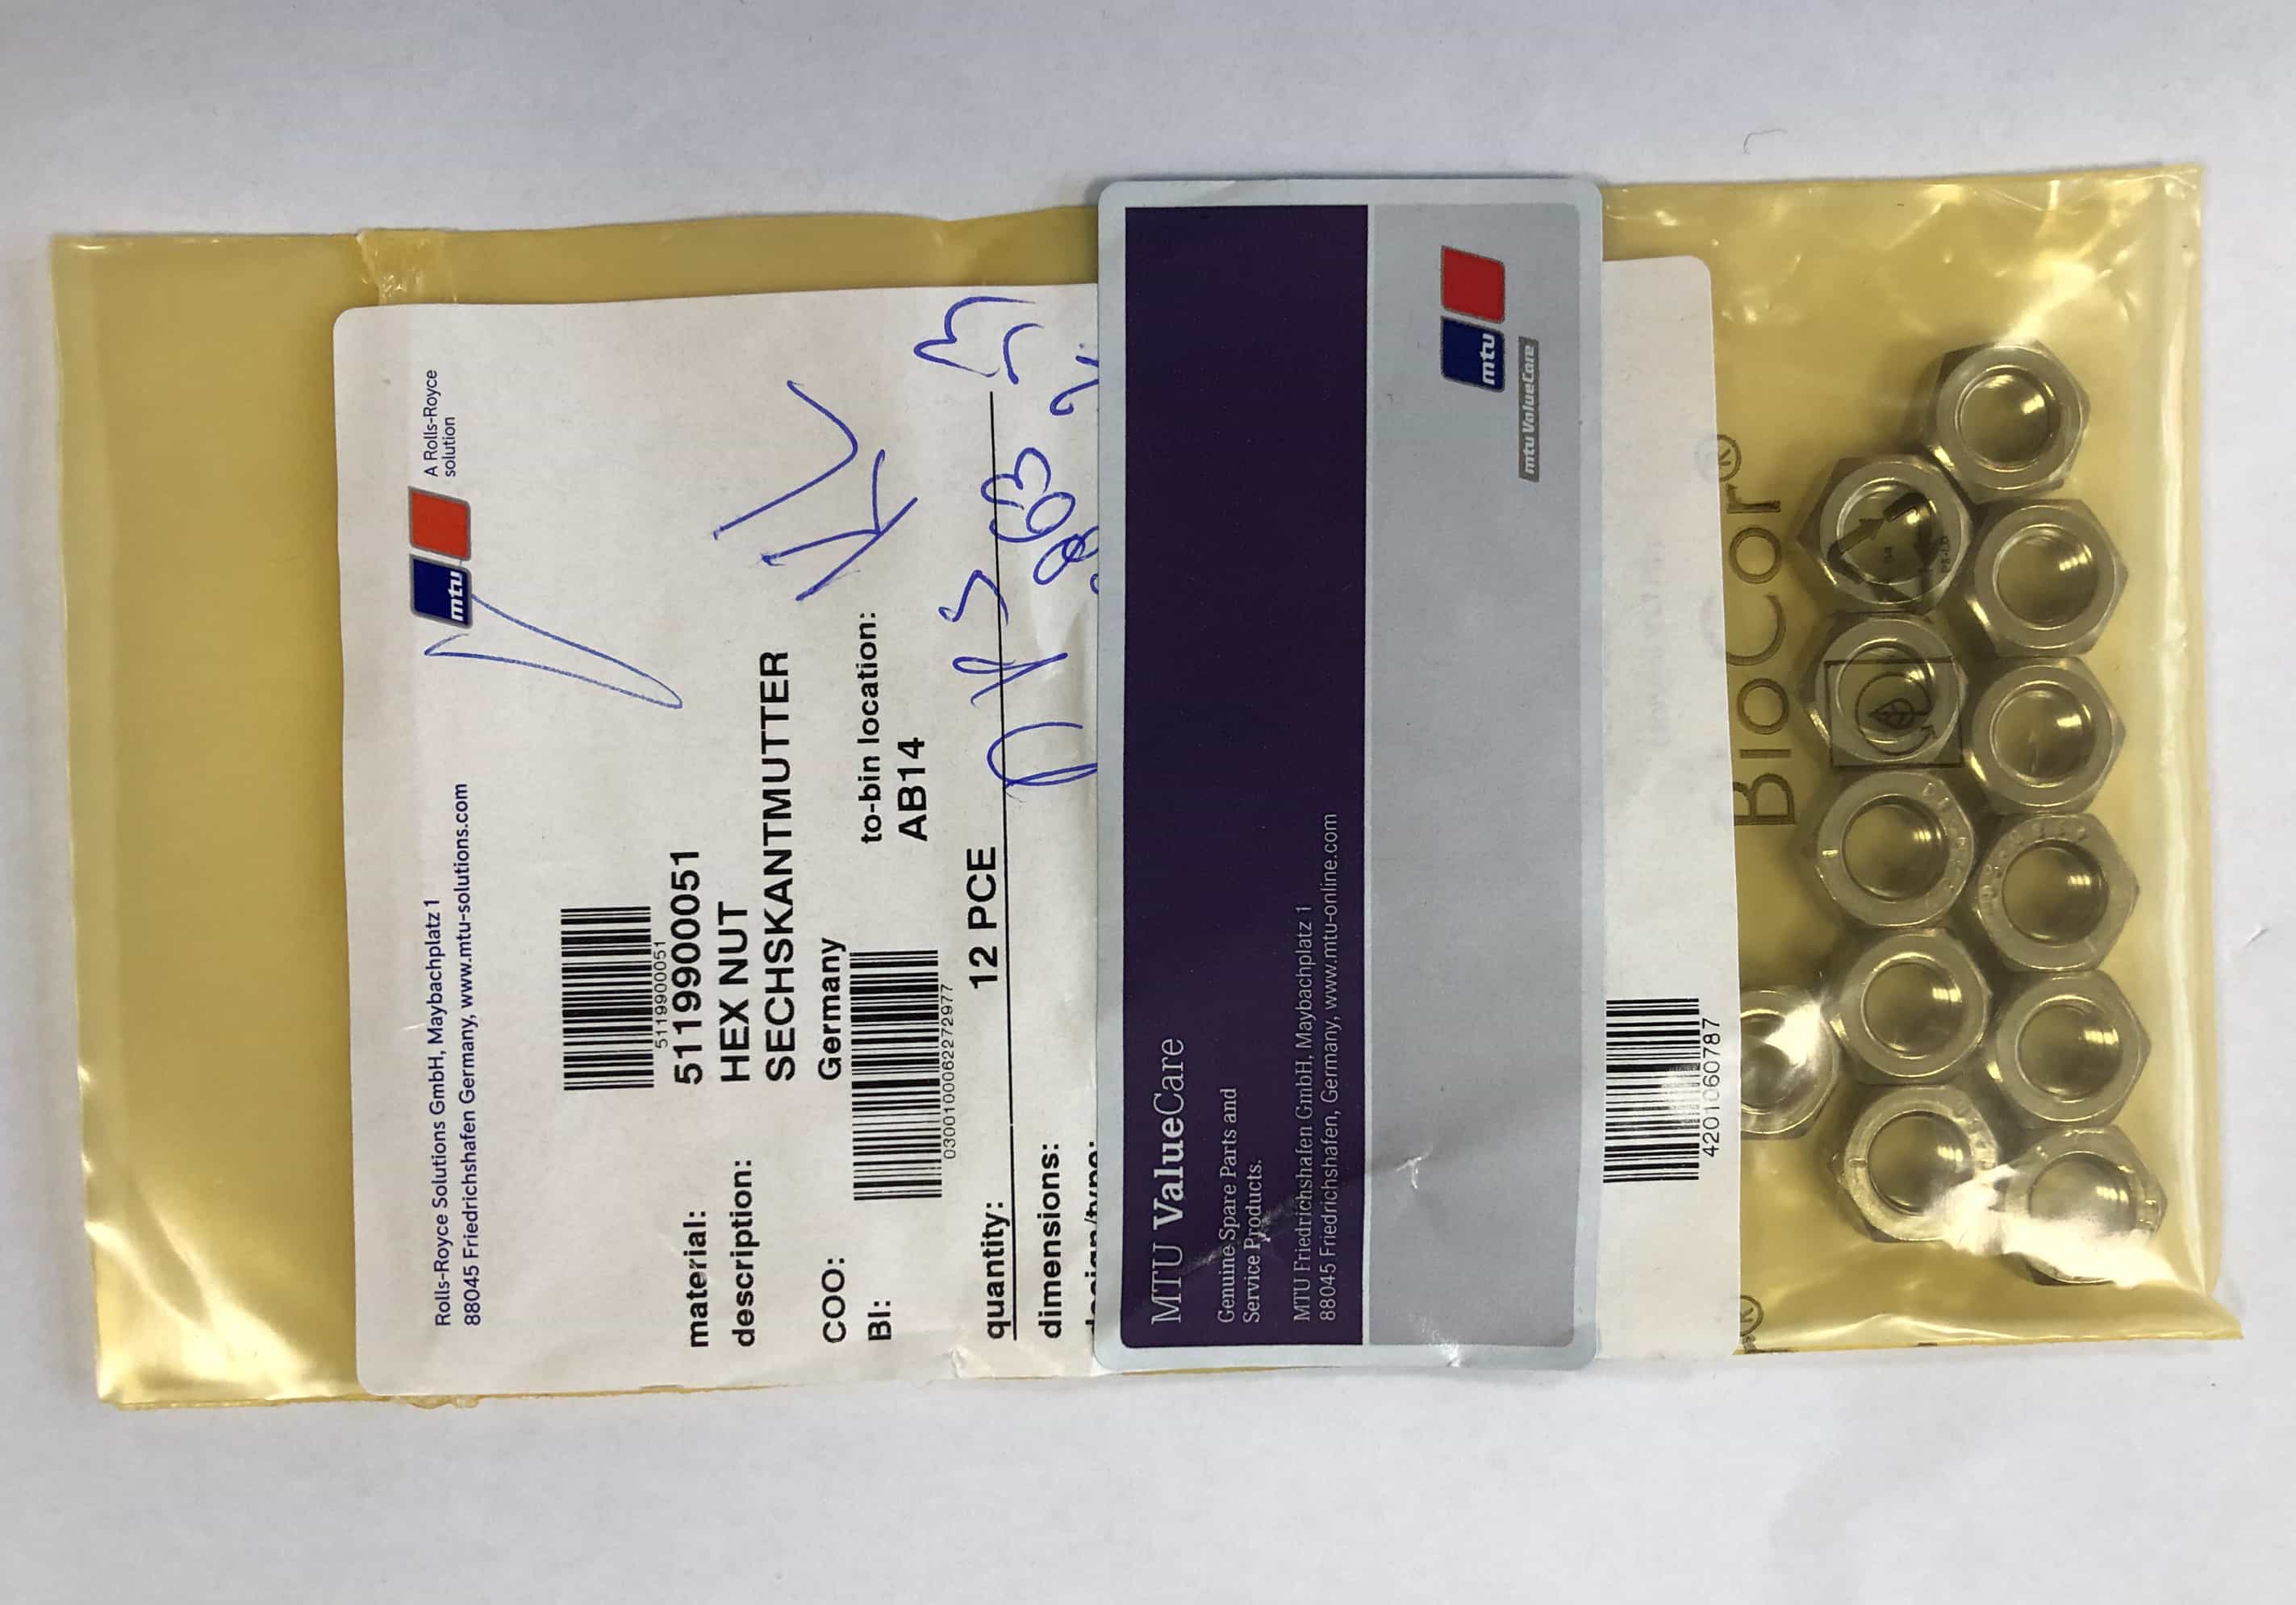 Rolls-Royce Solutions GmbH, Maybachplatz 1
88045 Friedrichshafen Germany, www.mtu-solutions.com
mtu
A Rolls-Royce
solution
5119900051
material: 5119900051
description: HEX NUT
SECHSKANTMUTTER
COO: Germany
BI:
0300100062272977
to-bin location:
AB14
quantity: 12 PCE
dimensions:
MTU ValueCare
Genuine Spare Parts and
Service Products.
MTU Friedrichshafen GmbH, Maybachplatz 1
88045 Friedrichshafen, Germany, www.mtu-online.com
mtu
mtu ValueCare
4201060787
BioCor®